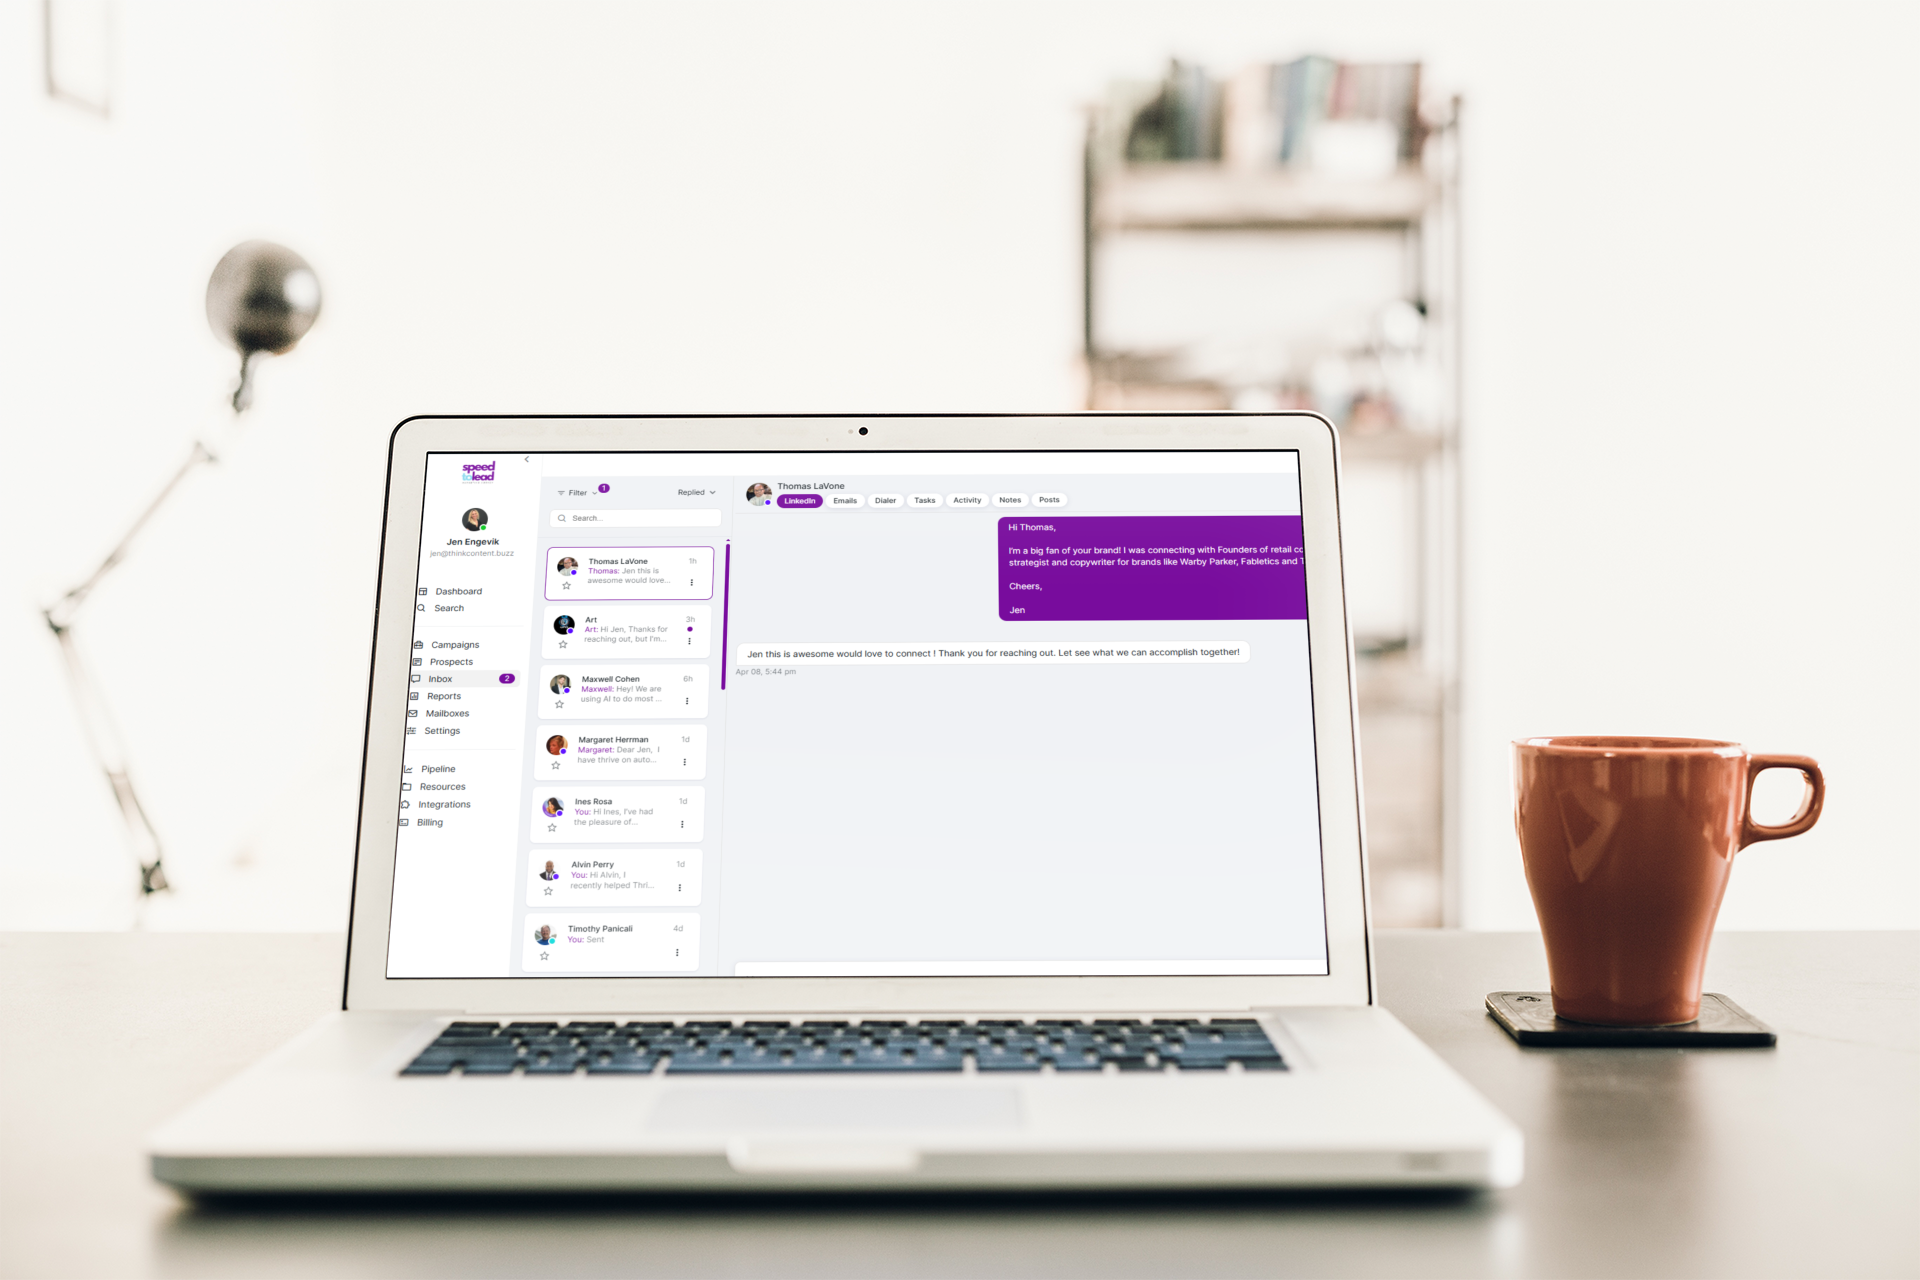 speed
to lead
Jen Engevik
jen@thinkcontent.buzz
Dashboard
Search
Campaigns
Prospects
Inbox 2
Reports
Mailboxes
Settings
Pipeline
Resources
Integrations
Billing
Filter 1
Replied
Search...
Thomas LaVone 1h
Thomas: Jen this is
awesome would love...
Art 3h
Art: Hi Jen, Thanks for
reaching out, but I'm...
Maxwell Cohen 6h
Maxwell: Hey! We are
using AI to do most ...
Margaret Herrman 1d
Margaret: Dear Jen, I
have thrive on auto...
Ines Rosa 1d
You: Hi Ines, I've had
the pleasure of...
Alvin Perry 1d
You: Hi Alvin, I
recently helped Thri...
Timothy Panicali 4d
You: Sent
Thomas LaVone
LinkedIn Emails Dialer Tasks Activity Notes Posts
Hi Thomas,
I'm a big fan of your brand! I was connecting with Founders of retail co
strategist and copywriter for brands like Warby Parker, Fabletics and T
Cheers,
Jen
Jen this is awesome would love to connect ! Thank you for reaching out. Let see what we can accomplish together!
Apr 08, 5:44 pm